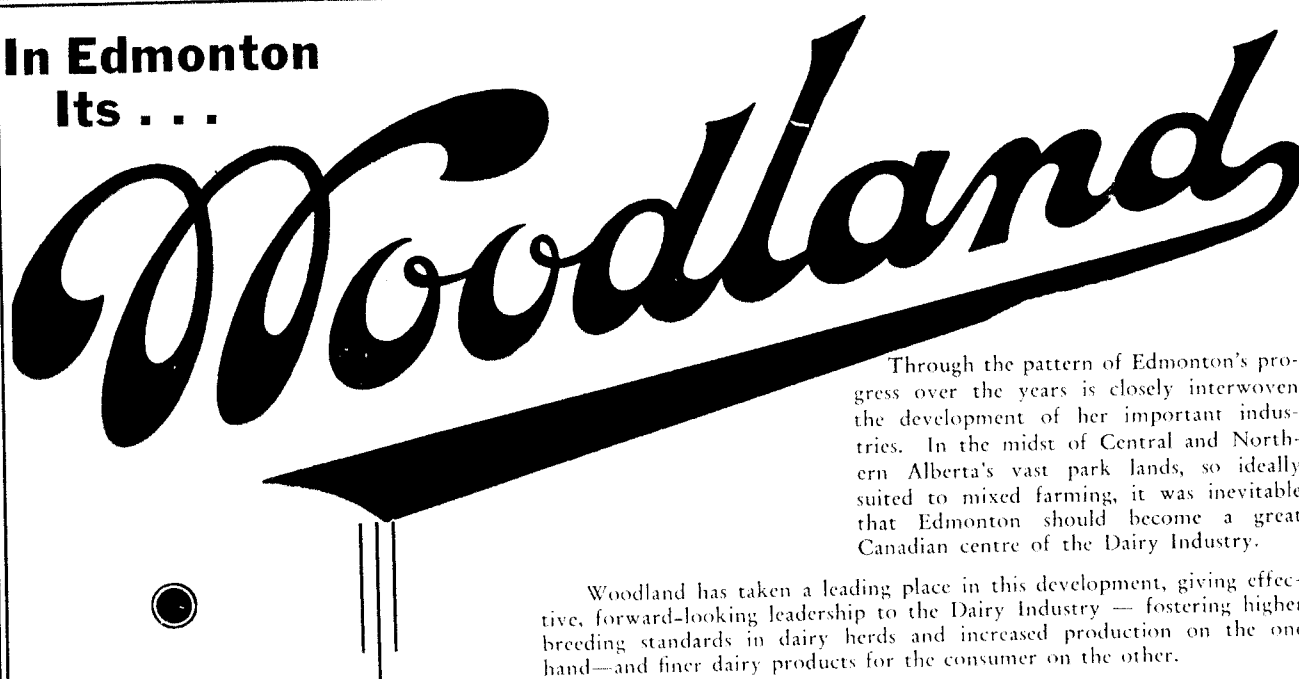 In Edmonton
Its . . .
Woodland
Through the pattern of Edmonton's pro-
gress over the years is closely interwoven
the development of her important indus-
tries. In the midst of Central and North-
ern Alberta's vast park lands, so ideally
suited to mixed farming, it was inevitable
that Edmonton should become a great
Canadian centre of the Dairy Industry.
Woodland has taken a leading place in this development, giving effec-
tive, forward-looking leadership to the Dairy Industry — fostering higher
breeding standards in dairy herds and increased production on the one
hand—and finer dairy products for the consumer on the other.